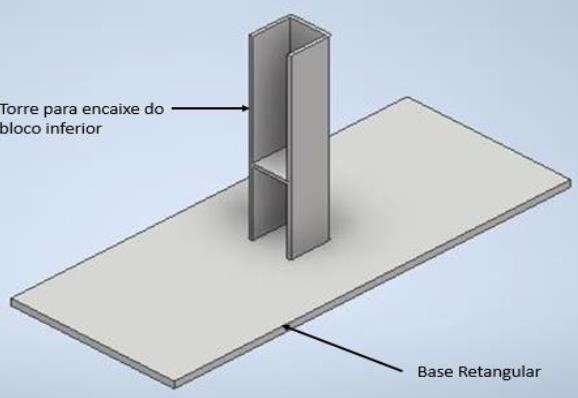 Torre para encaixe do
bloco inferior
Base Retangular